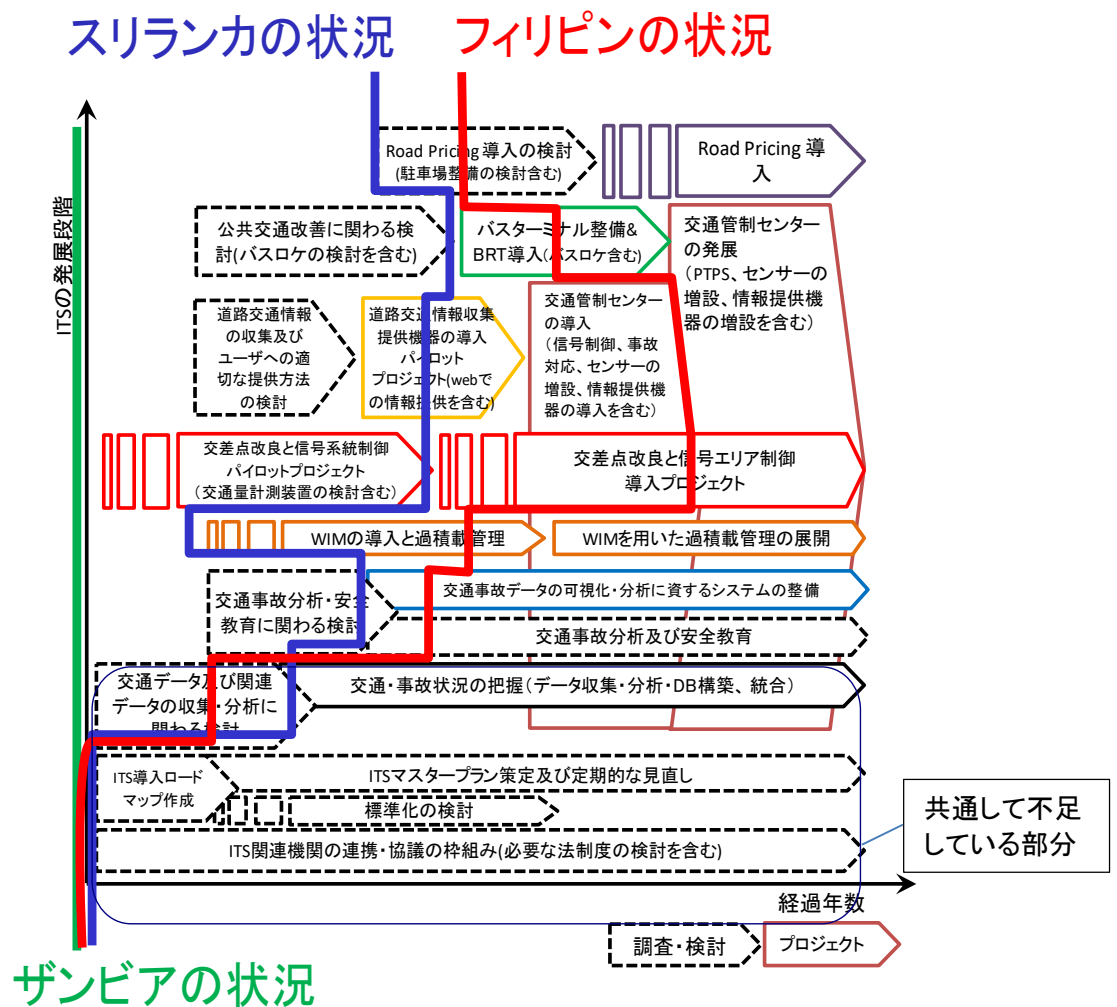 スリランカの状況
フィリピンの状況
ITSの発展段階
Road Pricing 導入の検討
(駐車場整備の検討含む)
Road Pricing 導
入
公共交通改善に関わる検
討(バスロケの検討を含む)
バスターミナル整備&
BRT導入(バスロケ含む)
交通管制センター
の発展
(PTPS、センサーの
増設、情報提供機
器の増設を含む)
道路交通情報
の収集及び
ユーザへの適
切な提供方法
の検討
道路交通情報収集
提供機器の導入
パイロット
プロジェクト(webで
の情報提供を含む)
交通管制センター
の導入
(信号制御、事故
対応、センサーの
増設、情報提供機
器の導入を含む)
交差点改良と信号系統制御
パイロットプロジェクト
(交通量計測装置の検討含む)
交差点改良と信号エリア制御
導入プロジェクト
WIMの導入と過積載管理
WIMを用いた過積載管理の展開
交通事故分析・安全
教育に関わる検討
交通事故データの可視化・分析に資するシステムの整備
交通事故分析及び安全教育
交通データ及び関連
データの収集・分析に
関わる検討
交通・事故状況の把握(データ収集・分析・DB構築、統合)
ITS導入ロード
マップ作成
ITSマスタープラン策定及び定期的な見直し
標準化の検討
ITS関連機関の連携・協議の枠組み(必要な法制度の検討を含む)
共通して不足
している部分
経過年数
調査・検討
プロジェクト
ザンビアの状況